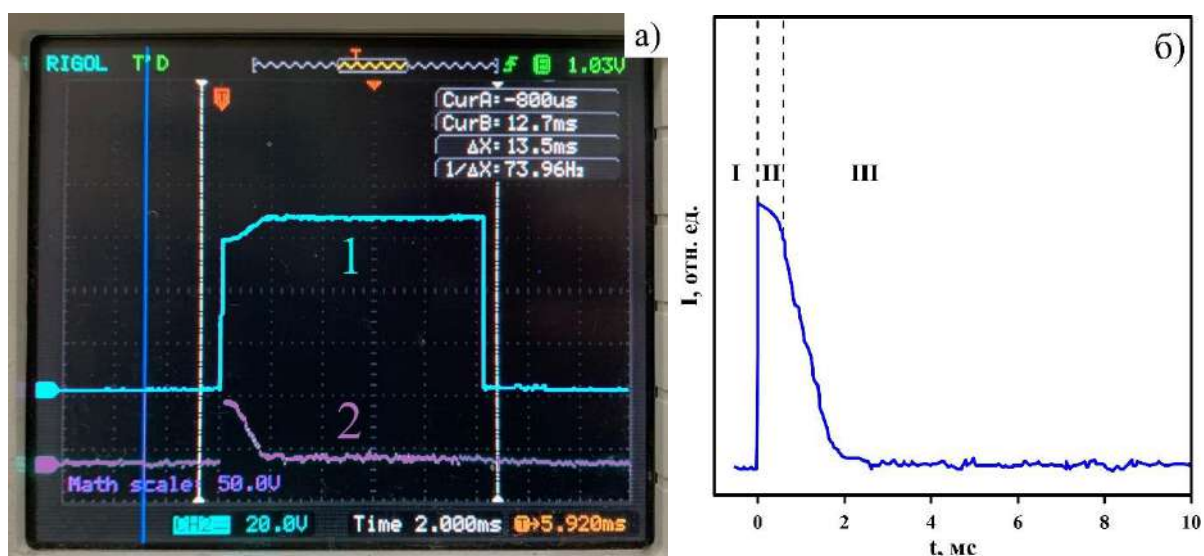 а)
RIGOL T'D 1.03V
T
T
CurA:-800us
CurB:12.7ms
ΔX:13.5ms
1/ΔX:73.96Hz
1
2
Math scale: 50.0V
CH2= 20.0V Time 2.000ms T→5.920ms
б)
I II III
I, отн. ед.
0 2 4 6 8 10
t, мс